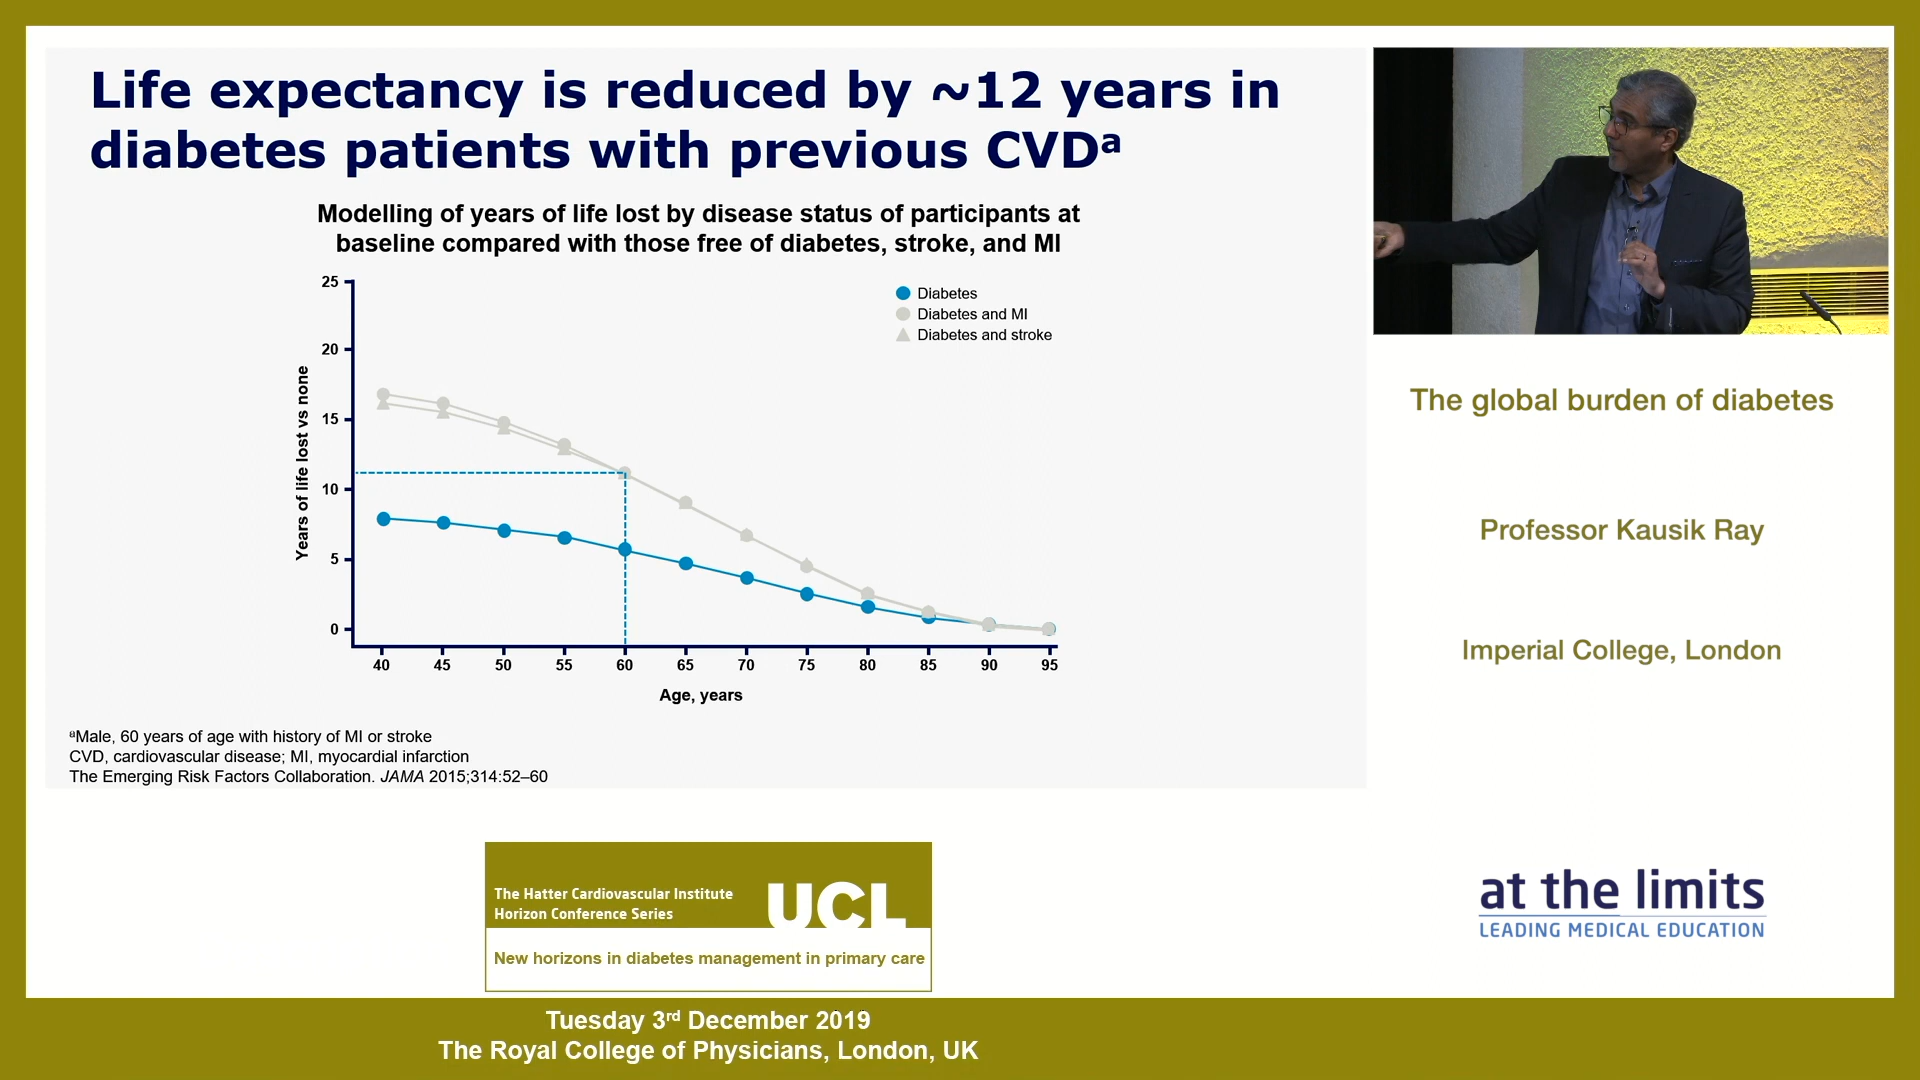 Life expectancy is reduced by ~12 years in
diabetes patients with previous CVDª
Modelling of years of life lost by disease status of participants at
baseline compared with those free of diabetes, stroke, and MI
Years of life lost vs none
25
20
15
10
5
0
Diabetes
Diabetes and MI
Diabetes and stroke
40 45 50 55 60 65 70 75 80 85 90 95
Age, years
ªMale, 60 years of age with history of MI or stroke
CVD, cardiovascular disease; MI, myocardial infarction
The Emerging Risk Factors Collaboration. JAMA 2015;314:52–60
The global burden of diabetes
Professor Kausik Ray
Imperial College, London
The Hatter Cardiovascular Institute
Horizon Conference Series
UCL
New horizons in diabetes management in primary care
at the limits
LEADING MEDICAL EDUCATION
Tuesday 3rd December 2019
The Royal College of Physicians, London, UK